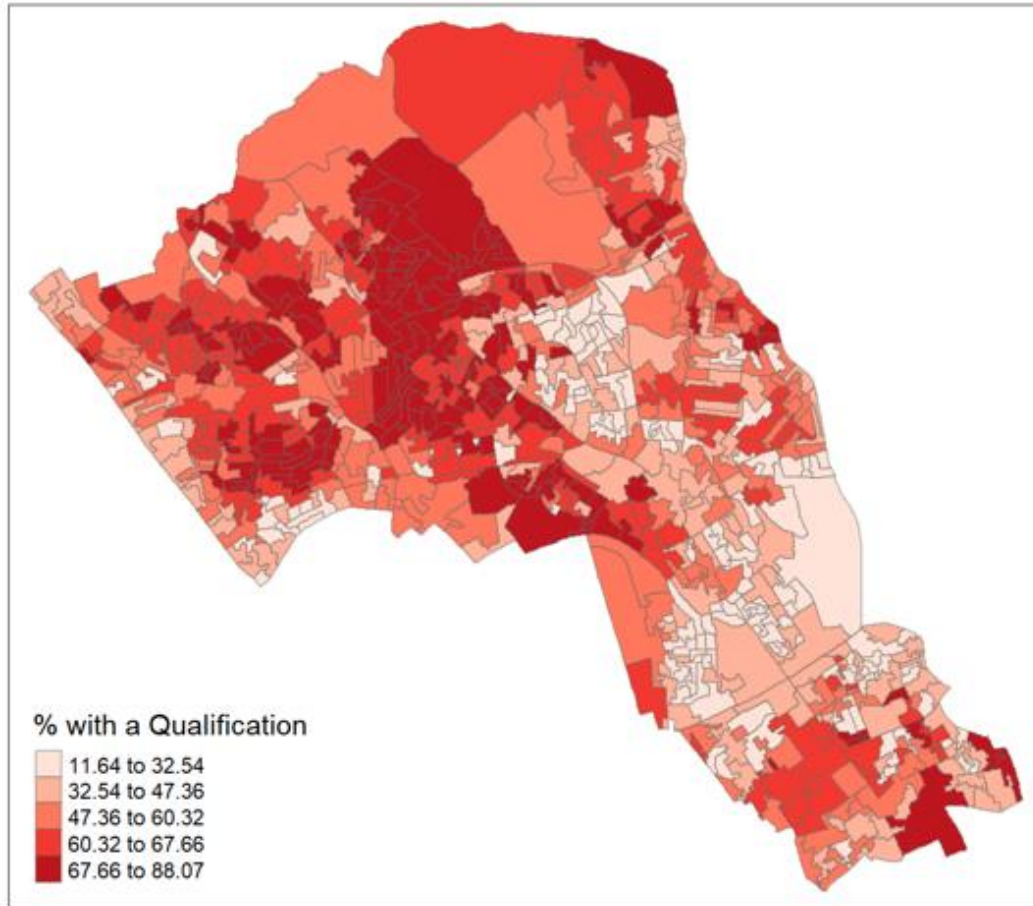 % with a Qualification
11.64 to 32.54
32.54 to 47.36
47.36 to 60.32
60.32 to 67.66
67.66 to 88.07